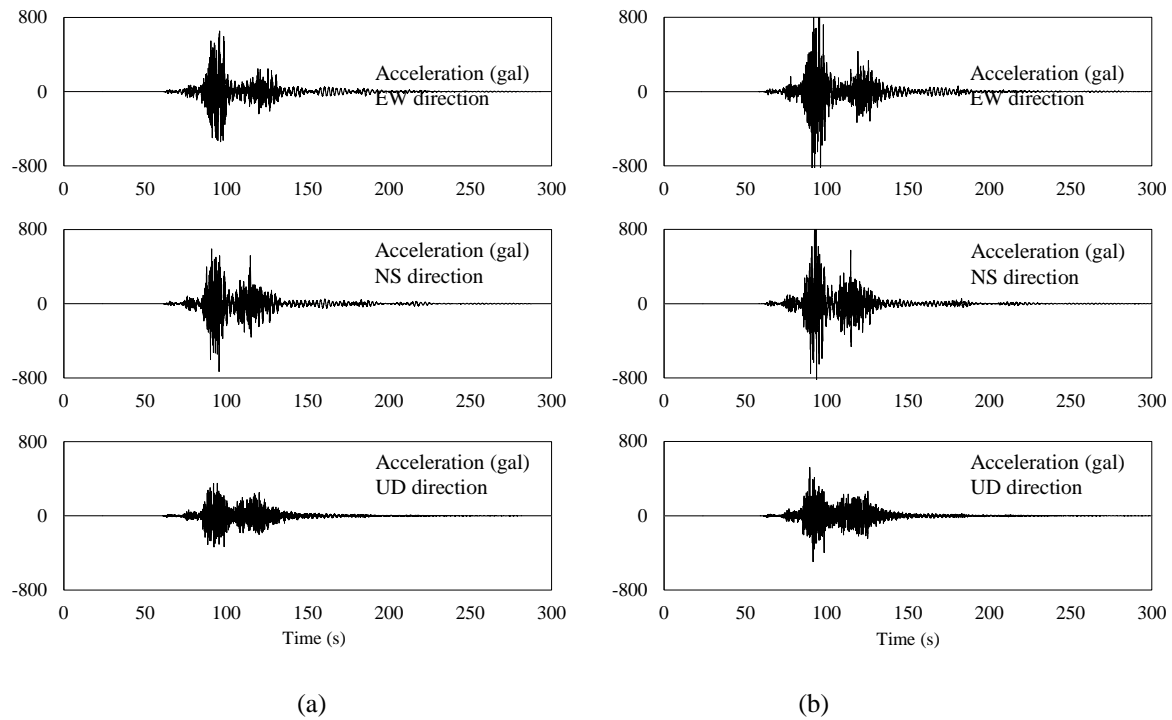 800
0
-800
Acceleration (gal)
EW direction
0 50 100 150 200 250 300
800
0
-800
Acceleration (gal)
NS direction
0 50 100 150 200 250 300
800
0
-800
Acceleration (gal)
UD direction
0 50 100 150 200 250 300
Time (s)
(a)
800
0
-800
Acceleration (gal)
EW direction
0 50 100 150 200 250 300
800
0
-800
Acceleration (gal)
NS direction
0 50 100 150 200 250 300
800
0
-800
Acceleration (gal)
UD direction
0 50 100 150 200 250 300
Time (s)
(b)